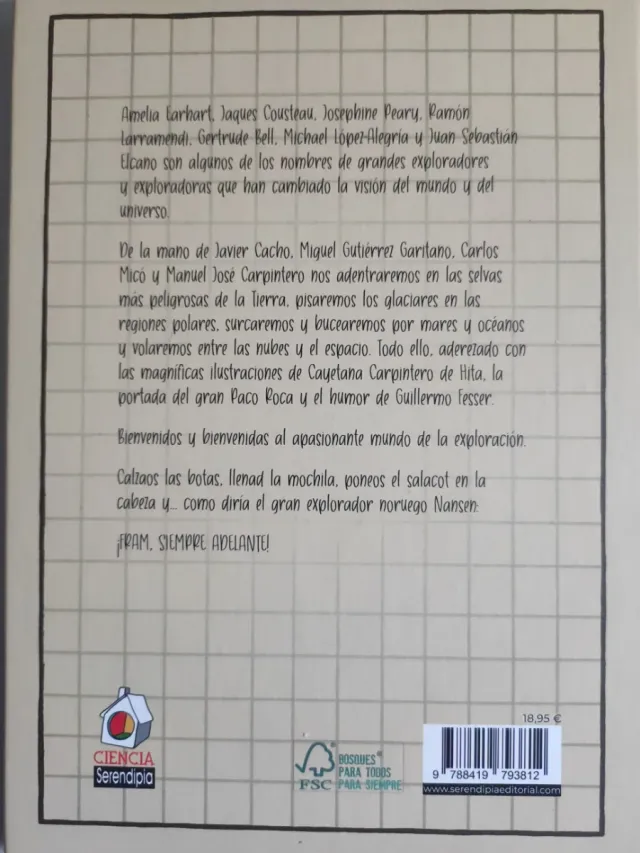 Amelia Earhart, Jaques Cousteau, Josephine Peary, Ramón
Larramendi, Gertrude Bell, Michael López-Alegría y Juan Sebastián
Elcano son algunos de los nombres de grandes exploradores
y exploradoras que han cambiado la visión del mundo y del
universo.
De la mano de Javier Cacho, Miguel Gutiérrez Garitano, Carlos
Micó y Manuel José Carpintero nos adentraremos en las selvas
más peligrosas de la Tierra, pisaremos los glaciares en las
regiones polares, surcaremos y bucearemos por mares y océanos
y volaremos entre las nubes y el espacio. Todo ello, aderezado con
las magníficas ilustraciones de Cayetana Carpintero de Hita, la
portada del gran Paco Roca y el humor de Guillermo Fesser.
Bienvenidos y bienvenidas al apasionante mundo de la exploración.
Calzaos las botas, llenad la mochila, poneos el salacot en la
cabeza y... como diría el gran explorador noruego Nansen:
¡FRAM, SIEMPRE ADELANTE!
CIENCIA
Serendipia
FSC
BOSQUES
PARA TODOS
PARA SIEMPRE
18,95 €
9 788419 793812
www.serendipiaeditorial.com